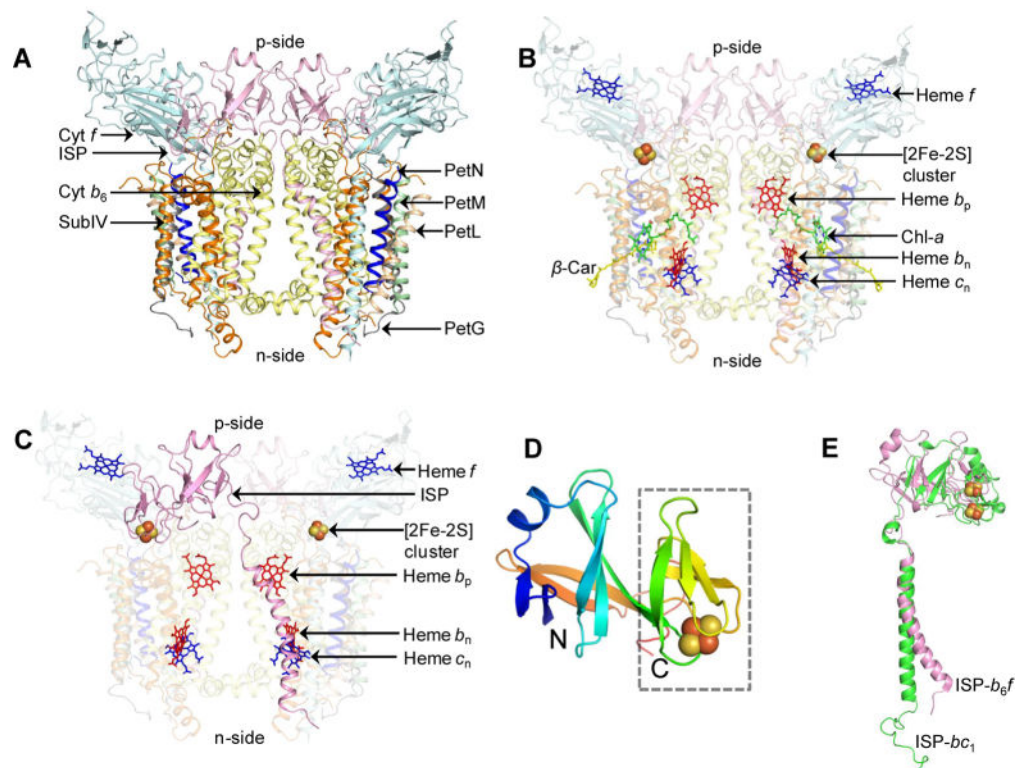 A
p-side
Cyt f
ISP
Cyt b6
SubIV
PetN
PetM
PetL
PetG
n-side
B
p-side
Heme f
[2Fe-2S]
cluster
Heme bp
Chl-a
Heme bn
Heme cn
β-Car
n-side
C
p-side
Heme f
ISP
[2Fe-2S]
cluster
Heme bp
Heme bn
Heme cn
n-side
D
N
C
E
ISP-b6f
ISP-bc1